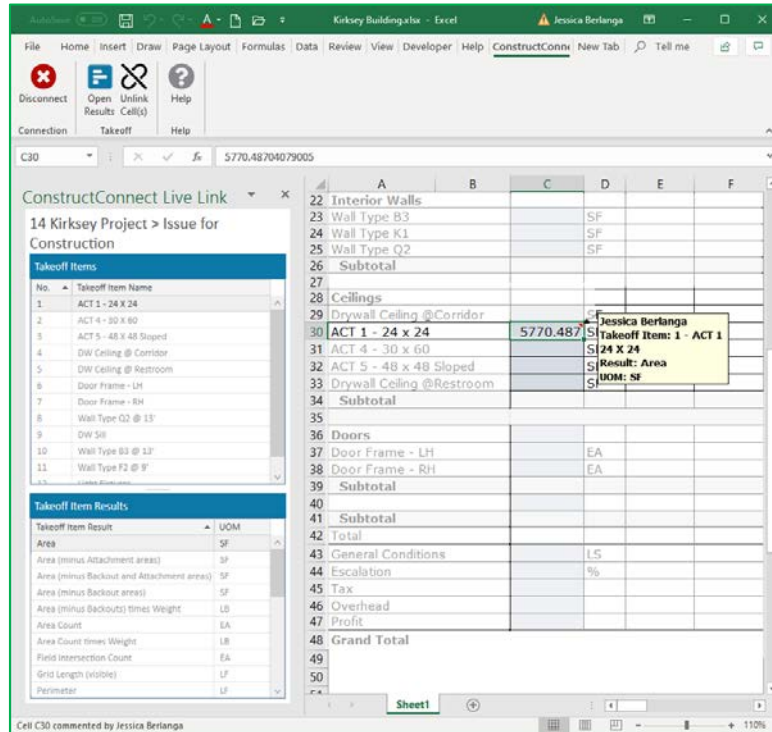 AutoSave
Kirksey Building.xlsx - Excel
Jessica Berlanga
File Home Insert Draw Page Layout Formulas Data Review View Developer Help ConstructConne New Tab Tell me
Disconnect
Open Results
Unlink Cell(s)
Help
Connection Takeoff Help
C30
fx
5770.48704079005
ConstructConnect Live Link
14 Kirksey Project > Issue for
Construction
Takeoff Items
No. Takeoff Item Name
1 ACT 1 - 24 X 24
2 ACT 4 - 30 X 60
3 ACT 5 - 48 X 48 Sloped
4 DW Ceiling @ Corridor
5 DW Ceiling @ Restroom
6 Door Frame - LH
7 Door Frame - RH
8 Wall Type Q2 @ 13'
9 DW Sill
10 Wall Type B3 @ 13'
11 Wall Type F2 @ 9'
Takeoff Item Results
Takeoff Item Result UOM
Area SF
Area (minus Attachment areas) SF
Area (minus Backout and Attachment areas) SF
Area (minus Backout areas) SF
Area (minus Backouts) times Weight LB
Area Count EA
Area Count times Weight LB
Field Intersection Count EA
Grid Length (visible) LF
Perimeter LF
A B C D E F
22 Interior Walls
23 Wall Type B3 SF
24 Wall Type K1 SF
25 Wall Type Q2 SF
26 Subtotal
27
28 Ceilings
29 Drywall Ceiling @Corridor SF
30 ACT 1 - 24 x 24 5770.487
31 ACT 4 - 30 x 60
32 ACT 5 - 48 x 48 Sloped
33 Drywall Ceiling @Restroom
34 Subtotal
35
36 Doors
37 Door Frame - LH EA
38 Door Frame - RH EA
39 Subtotal
40
41 Subtotal
42 Total
43 General Conditions LS
44 Escalation %
45 Tax
46 Overhead
47 Profit
48 Grand Total
49
50
Jessica Berlanga
Takeoff Item: 1 - ACT 1
24 X 24
Result: Area
UOM: SF
Sheet1
Cell C30 commented by Jessica Berlanga
110%